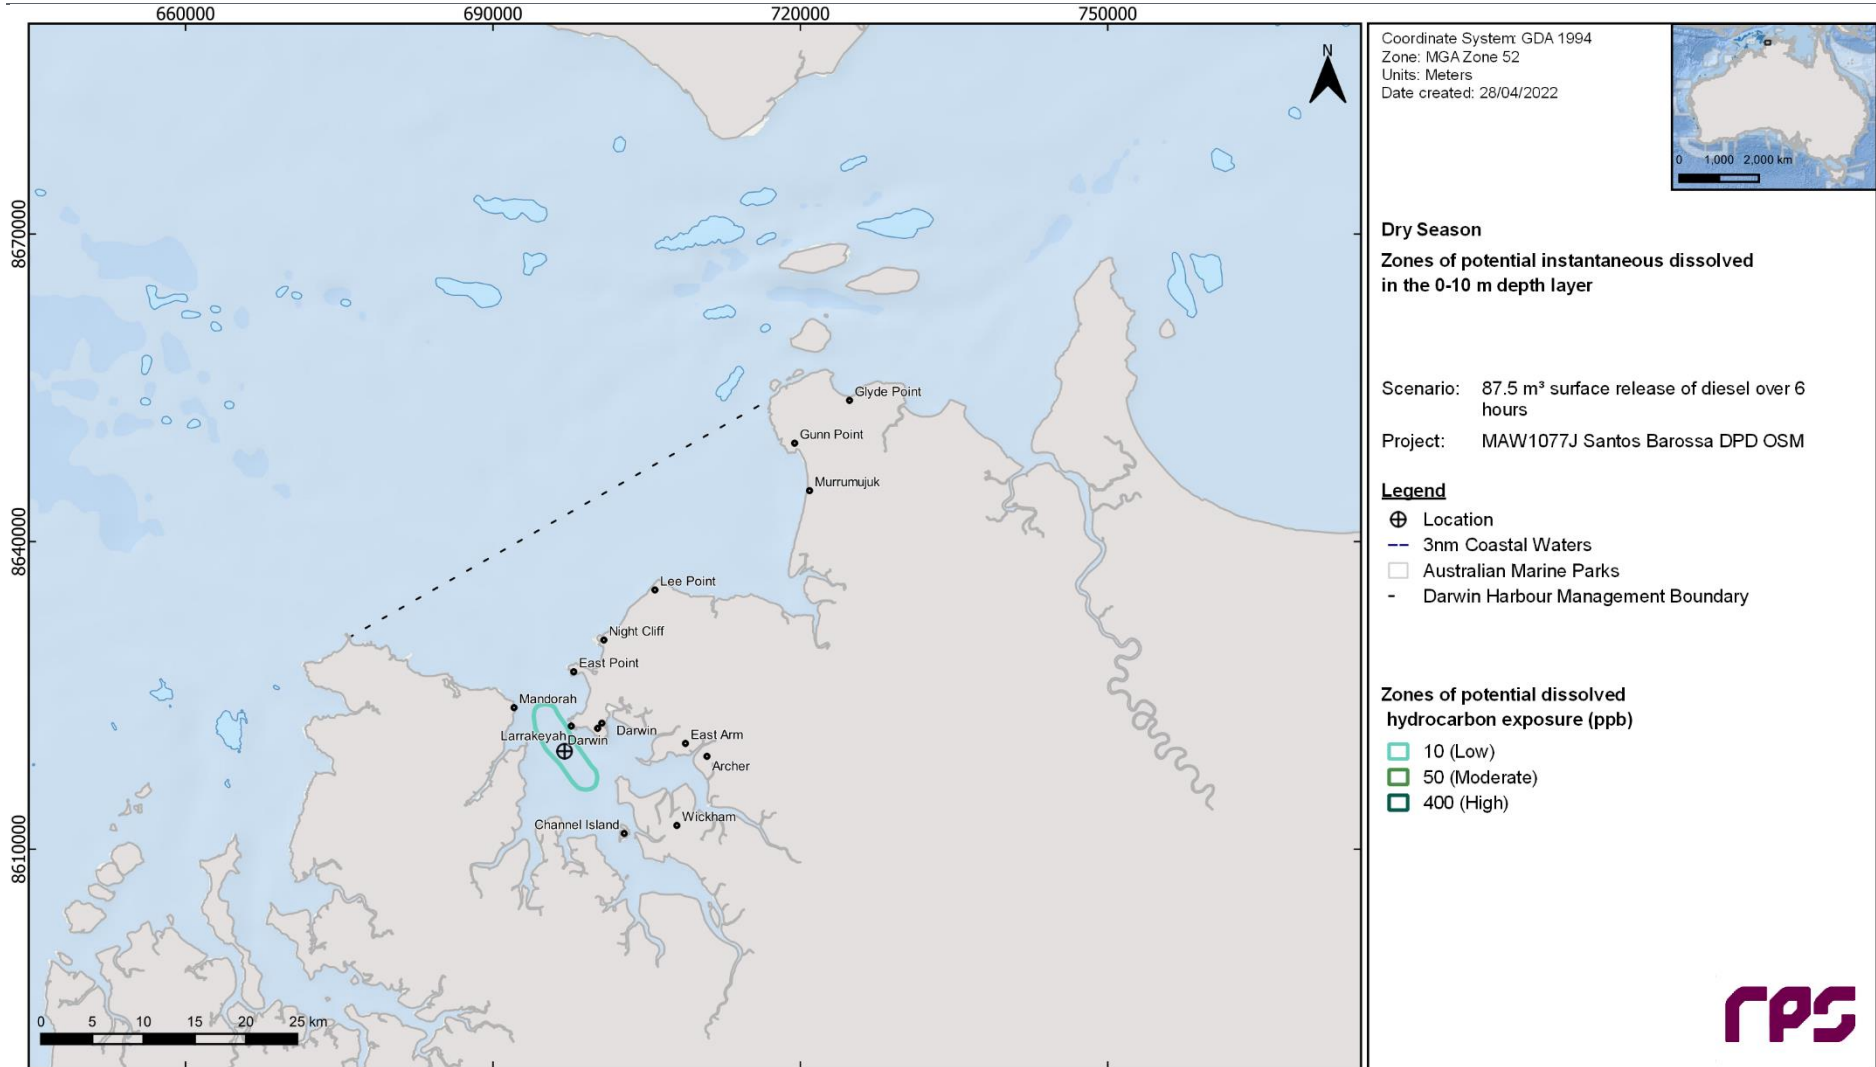 660000
690000
720000
750000
8670000
8640000
8610000
N
Glyde Point
Gunn Point
Murrumujuk
Lee Point
Night Cliff
East Point
Mandorah
Larrakeyah
Darwin
Darwin
East Arm
Archer
Channel Island
Wickham
0 5 10 15 20 25 km
Coordinate System: GDA 1994
Zone: MGA Zone 52
Units: Meters
Date created: 28/04/2022
0 1,000 2,000 km
Dry Season
Zones of potential instantaneous dissolved
in the 0-10 m depth layer
Scenario: 87.5 m³ surface release of diesel over 6
hours
Project: MAW1077J Santos Barossa DPD OSM
Legend
Location
3nm Coastal Waters
Australian Marine Parks
Darwin Harbour Management Boundary
Zones of potential dissolved
hydrocarbon exposure (ppb)
10 (Low)
50 (Moderate)
400 (High)
rps